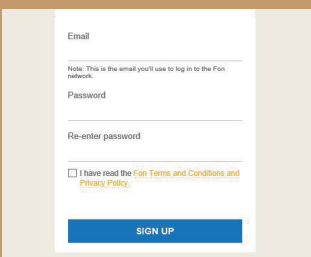 Email
Note: This is the email you'll use to log in to the Fon
network.
Password
Re-enter password
I have read the Fon Terms and Conditions and
Privacy Policy.
SIGN UP